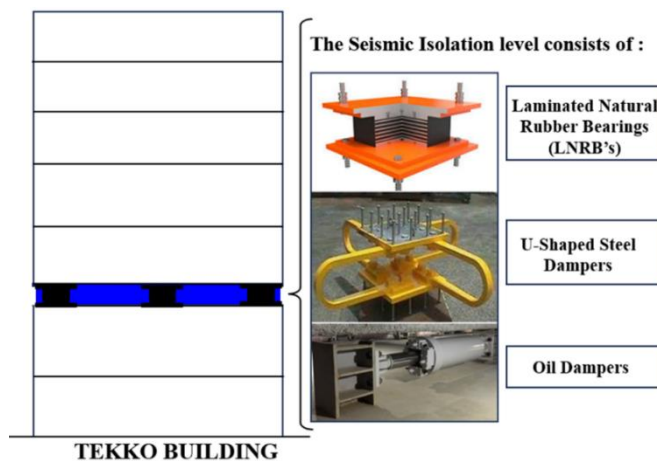 The Seismic Isolation level consists of :
Laminated Natural
Rubber Bearings
(LNRB's)
U-Shaped Steel
Dampers
Oil Dampers
TEKKO BUILDING